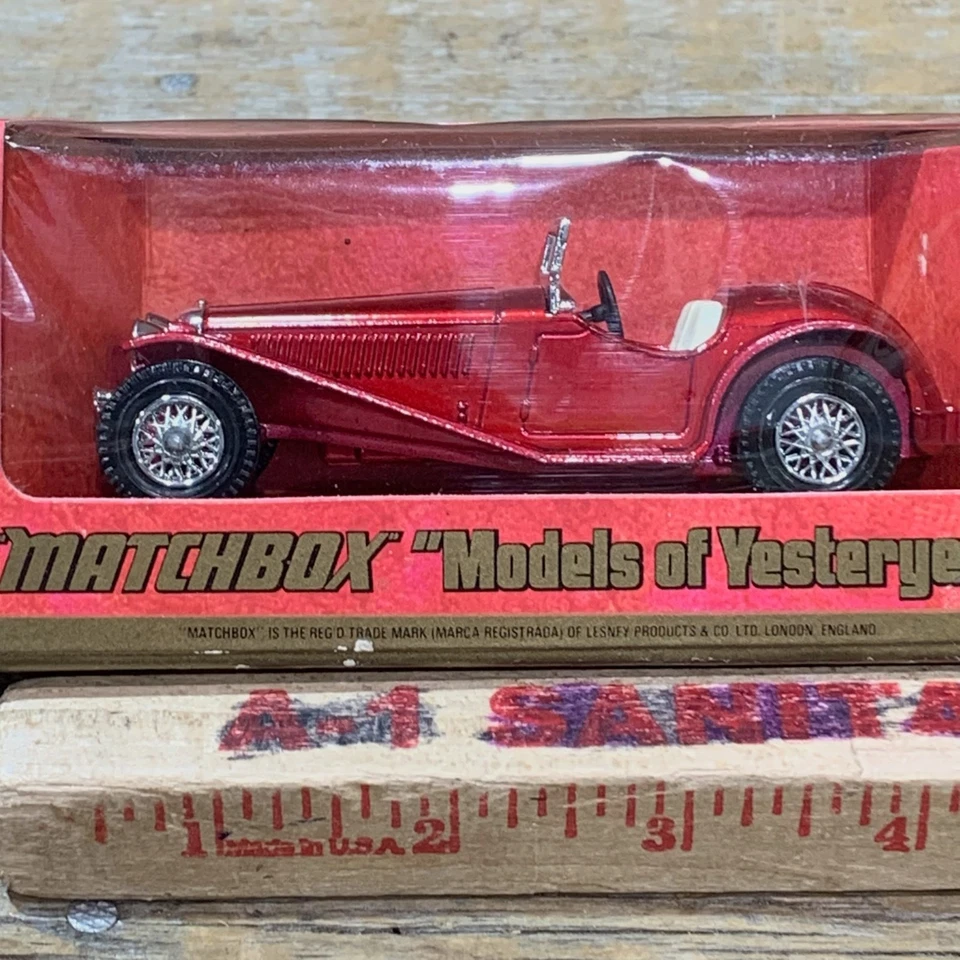 "MATCHBOX" "Models of Yesterye
"MATCHBOX" IS THE REG'D TRADE MARK (MARCA REGISTRADA) OF LESNEY PRODUCTS & CO. LTD. LONDON, ENGLAND.
A-1 SANITA
1 Made in U.S.A. 2 3 4